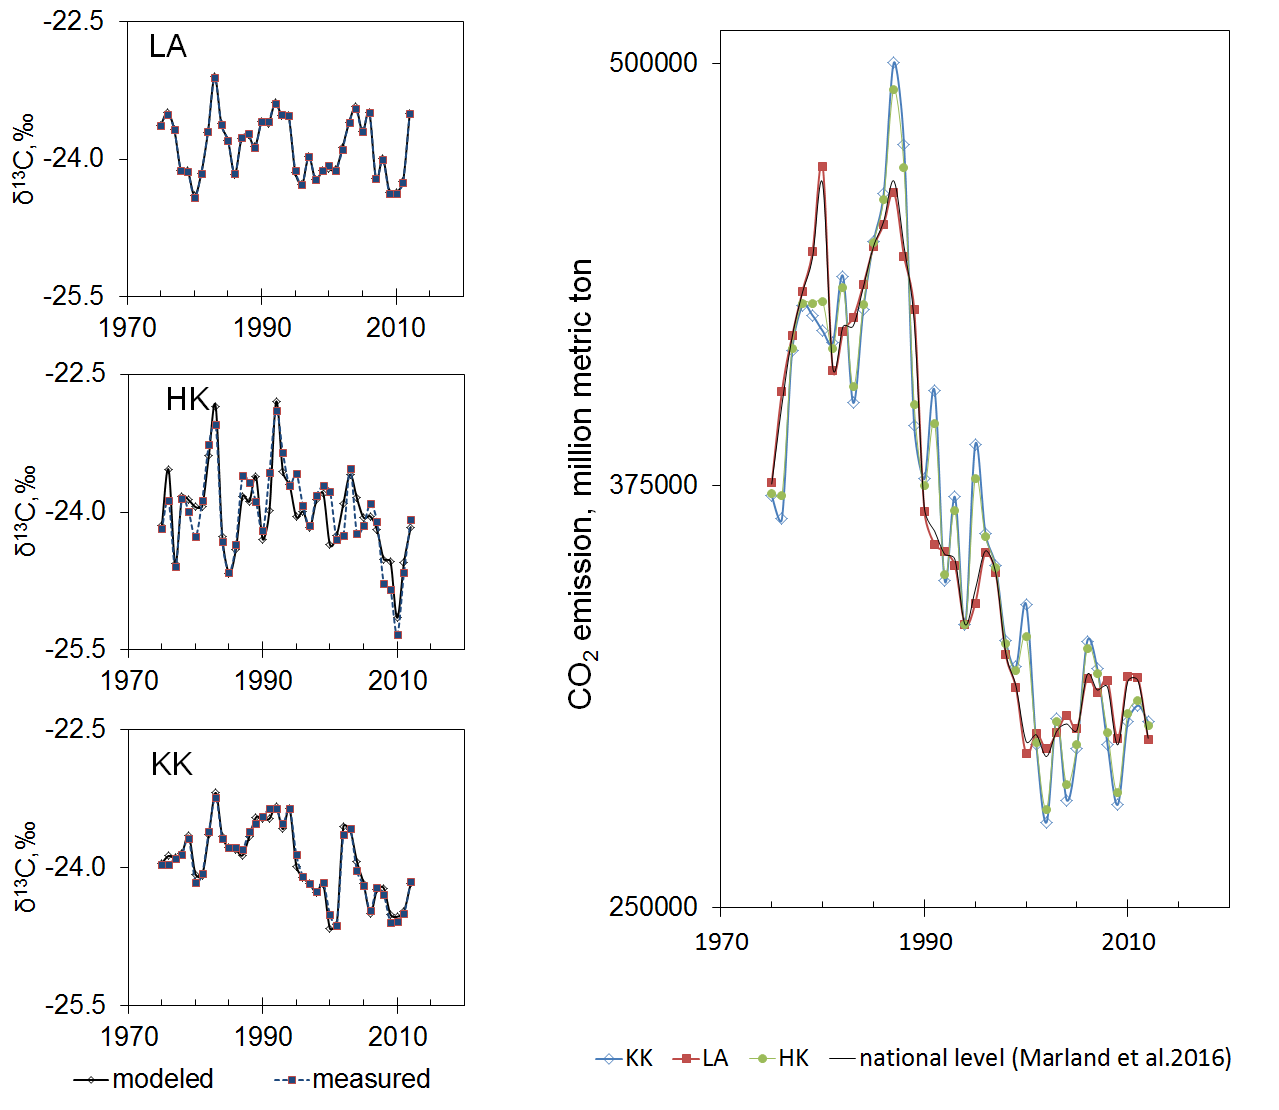 -22.5
LA
-24.0
δ¹³C,‰
-25.5
1970
1990
2010
-22.5
HK
-24.0
δ¹³C,‰
-25.5
1970
1990
2010
-22.5
KK
-24.0
δ¹³C,‰
-25.5
1970
1990
2010
modeled
measured
500000
375000
250000
CO₂ emission, million metric ton
1970
1990
2010
KK
LA
HK
national level (Marland et al.2016)